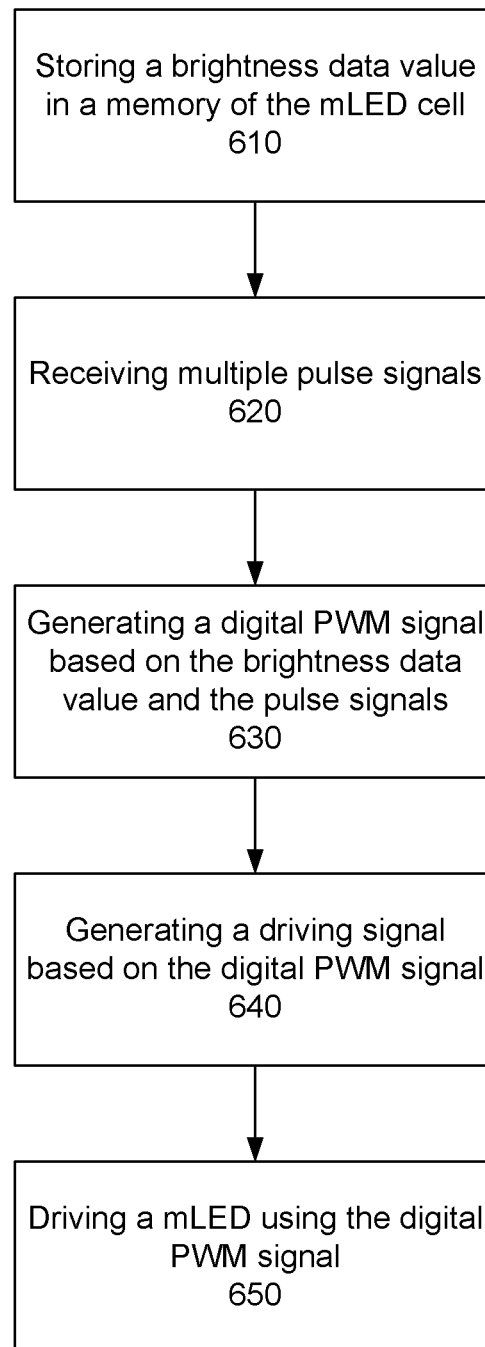 Storing a brightness data value
in a memory of the mLED cell
610
Receiving multiple pulse signals
620
Generating a digital PWM signal
based on the brightness data
value and the pulse signals
630
Generating a driving signal
based on the digital PWM signal
640
Driving a mLED using the digital
PWM signal
650